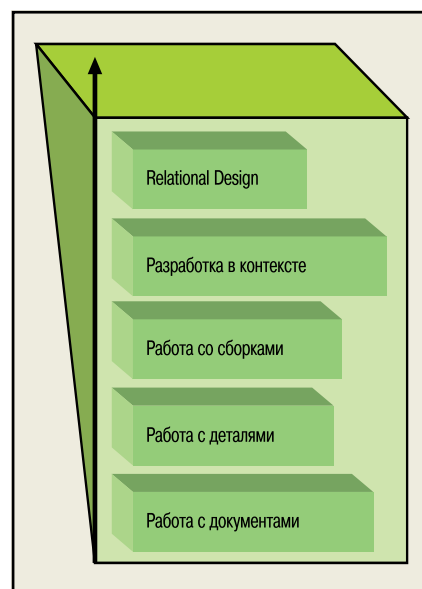 Relational Design
Разработка в контексте
Работа со сборками
Работа с деталями
Работа с документами